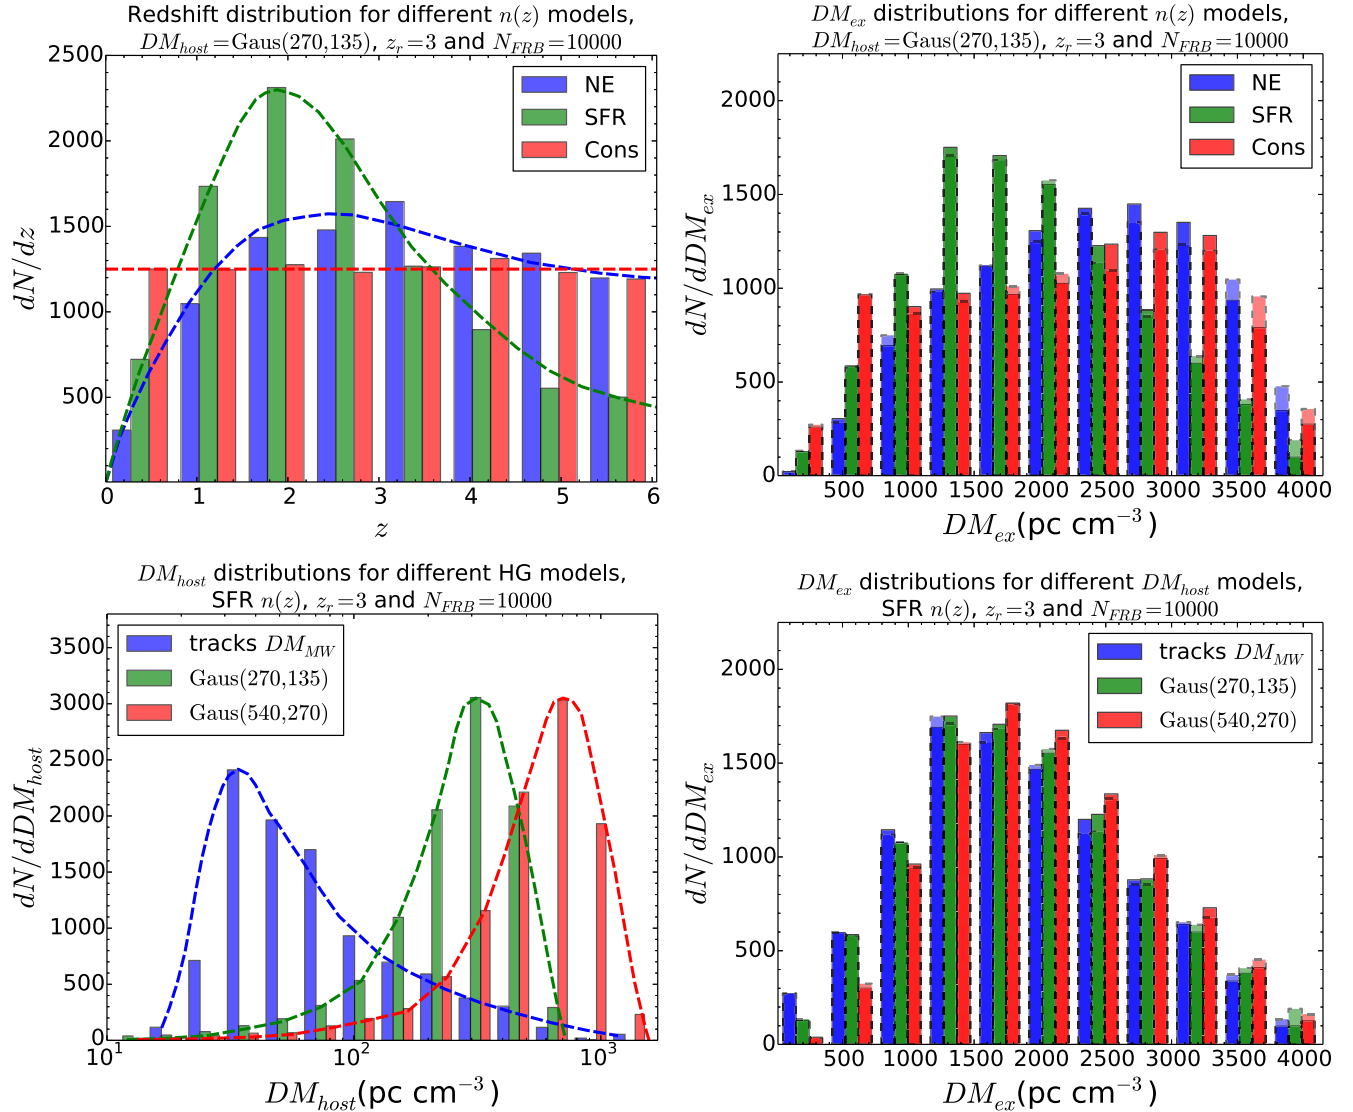 Redshift distribution for different n(z) models,
DM_host=Gaus(270,135), z_r=3 and N_FRB=10000
2500
2000
1500
1000
500
0
1
2
3
4
5
6
dN/dz
z
NE
SFR
Cons
DM_ex distributions for different n(z) models,
DM_host=Gaus(270,135), z_r=3 and N_FRB=10000
2000
1500
1000
500
0
500
1000
1500
2000
2500
3000
3500
4000
dN/dDM_ex
DM_ex(pc cm⁻³)
NE
SFR
Cons
DM_host distributions for different HG models,
SFR n(z), z_r=3 and N_FRB=10000
3500
3000
2500
2000
1500
1000
500
0
10¹
10²
10³
dN/dDM_host
DM_host(pc cm⁻³)
tracks DM_MW
Gaus(270,135)
Gaus(540,270)
DM_ex distributions for different DM_host models,
SFR n(z), z_r=3 and N_FRB=10000
2000
1500
1000
500
0
500
1000
1500
2000
2500
3000
3500
4000
dN/dDM_ex
DM_ex(pc cm⁻³)
tracks DM_MW
Gaus(270,135)
Gaus(540,270)